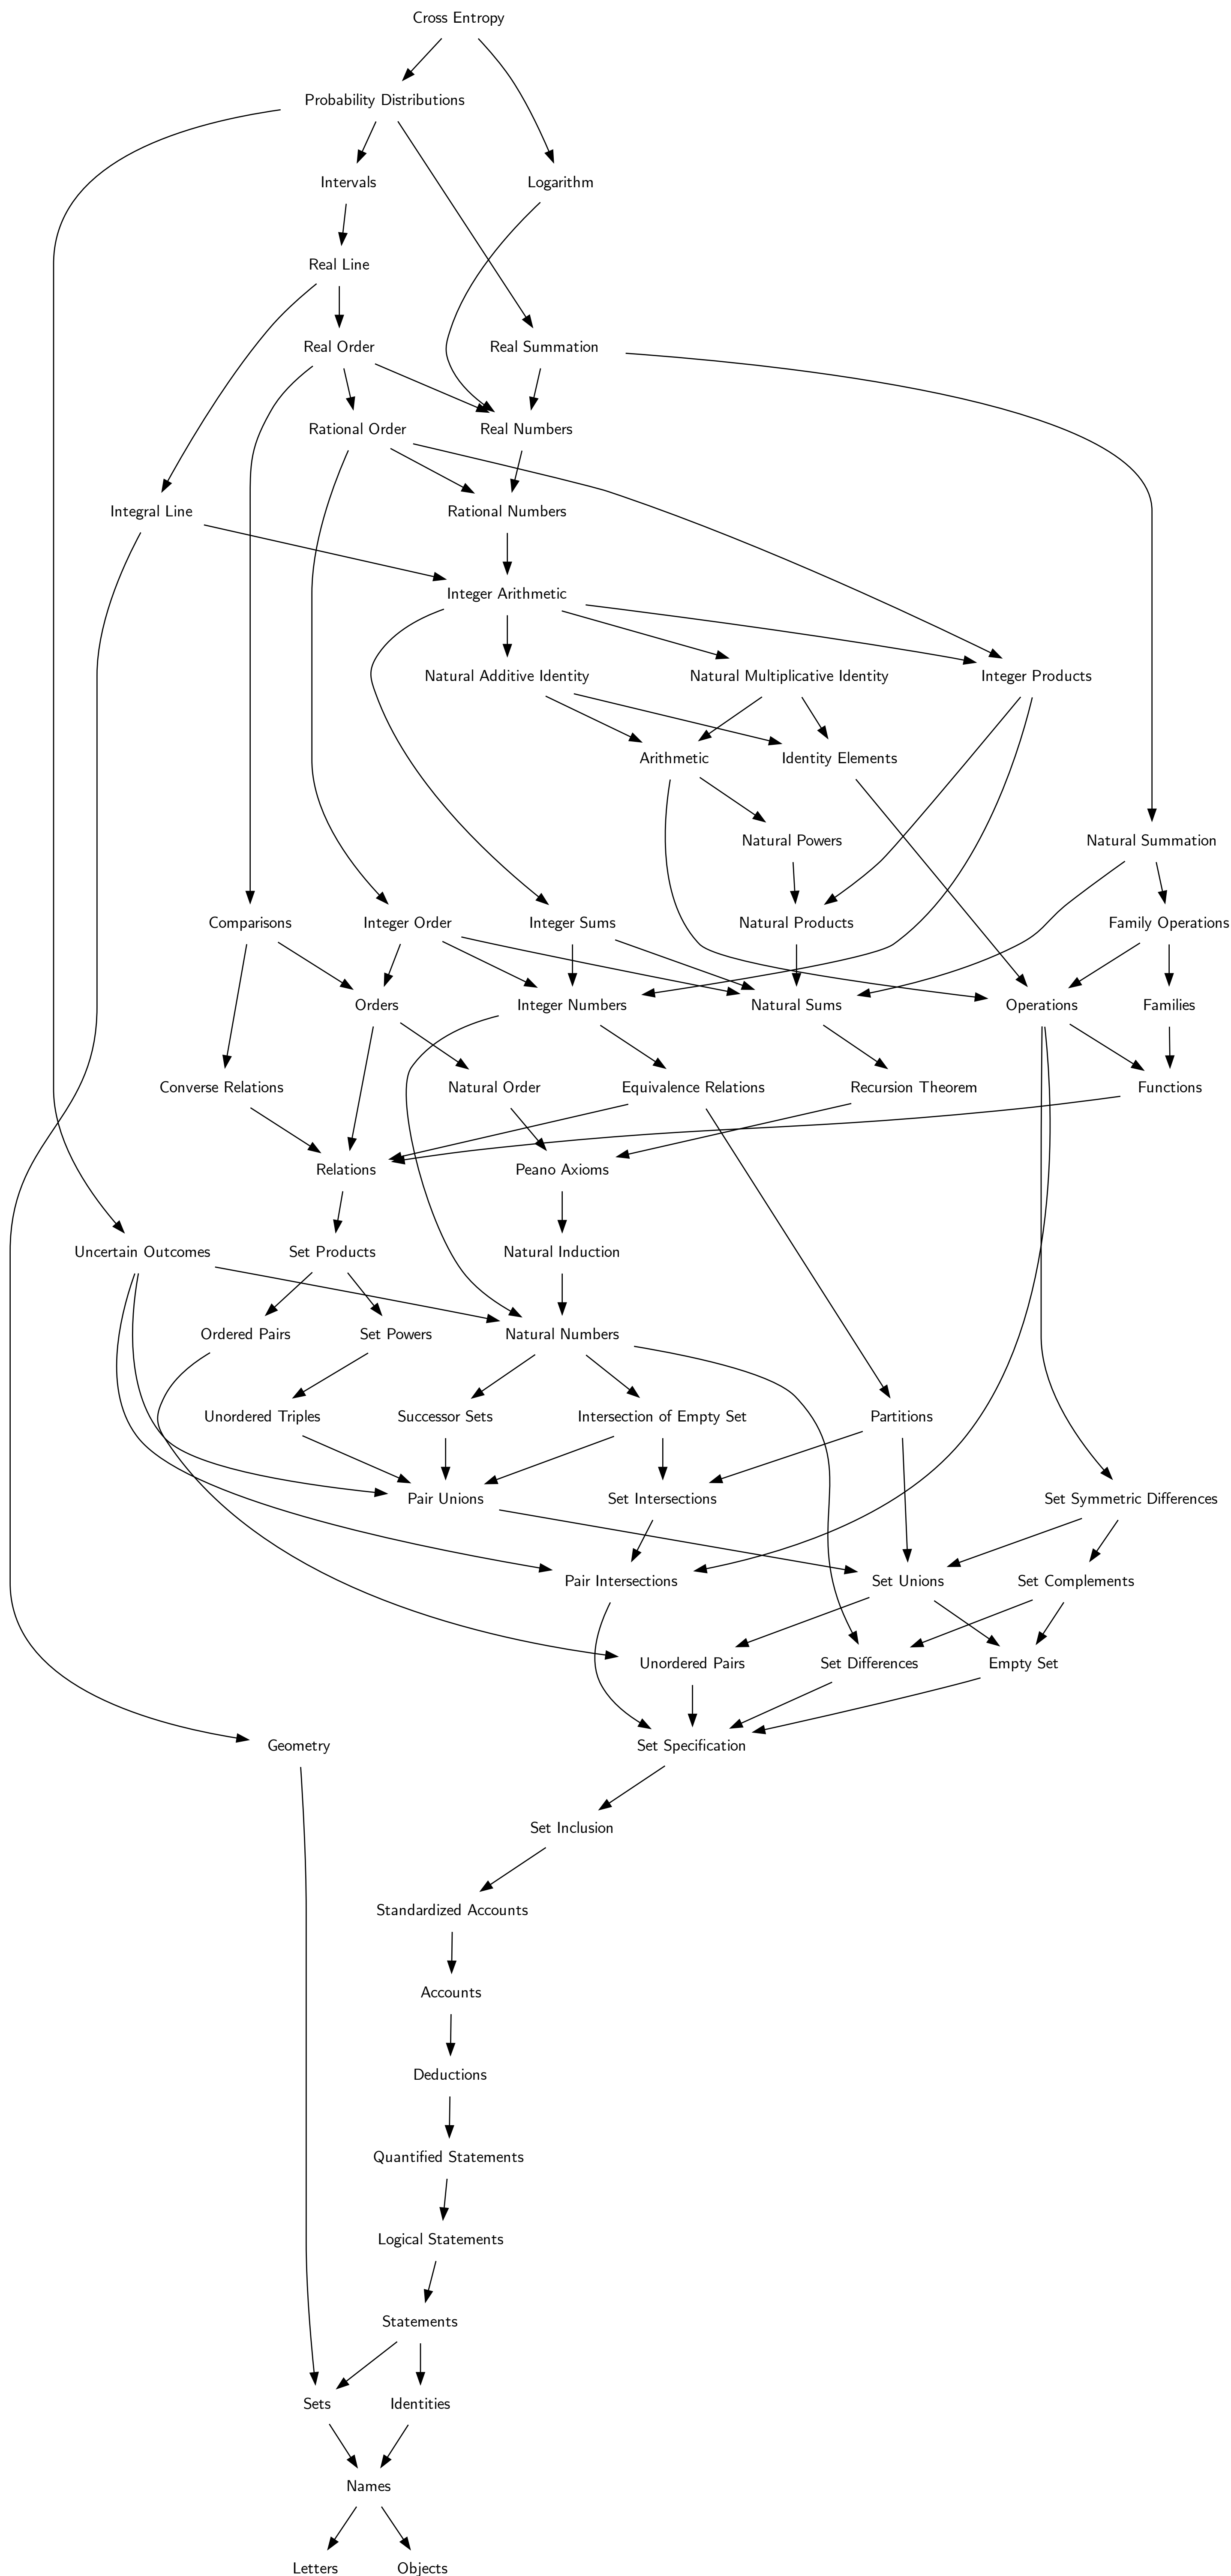 Cross Entropy
Probability Distributions
Intervals
Logarithm
Real Line
Real Order
Real Summation
Rational Order
Real Numbers
Integral Line
Rational Numbers
Integer Arithmetic
Natural Additive Identity
Natural Multiplicative Identity
Integer Products
Arithmetic
Identity Elements
Natural Powers
Natural Summation
Comparisons
Integer Order
Integer Sums
Natural Products
Family Operations
Orders
Integer Numbers
Natural Sums
Operations
Families
Converse Relations
Natural Order
Equivalence Relations
Recursion Theorem
Functions
Relations
Peano Axioms
Uncertain Outcomes
Set Products
Natural Induction
Ordered Pairs
Set Powers
Natural Numbers
Unordered Triples
Successor Sets
Intersection of Empty Set
Partitions
Pair Unions
Set Intersections
Set Symmetric Differences
Pair Intersections
Set Unions
Set Complements
Unordered Pairs
Set Differences
Empty Set
Geometry
Set Specification
Set Inclusion
Standardized Accounts
Accounts
Deductions
Quantified Statements
Logical Statements
Statements
Sets
Identities
Names
Letters
Objects